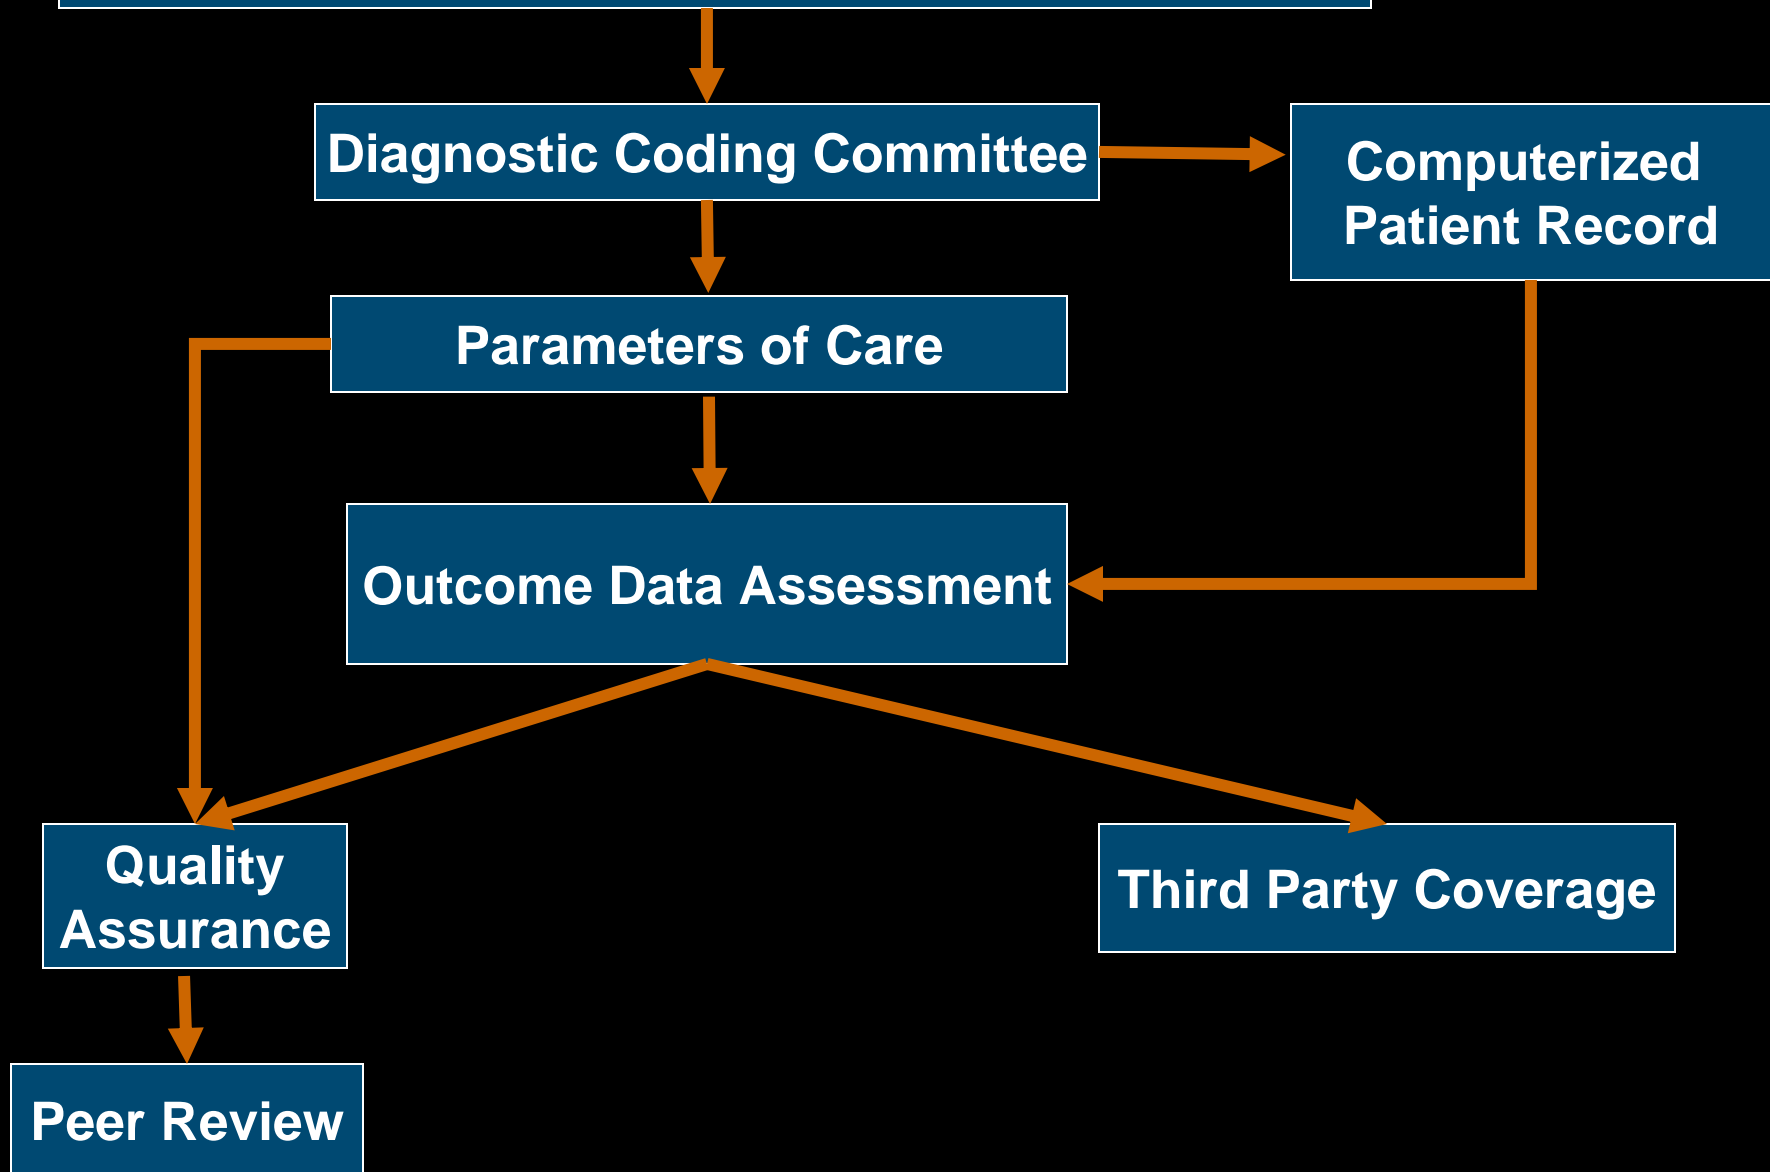 Diagnostic Coding Committee
Computerized
Patient Record
Parameters of Care
Outcome Data Assessment
Quality
Assurance
Third Party Coverage
Peer Review